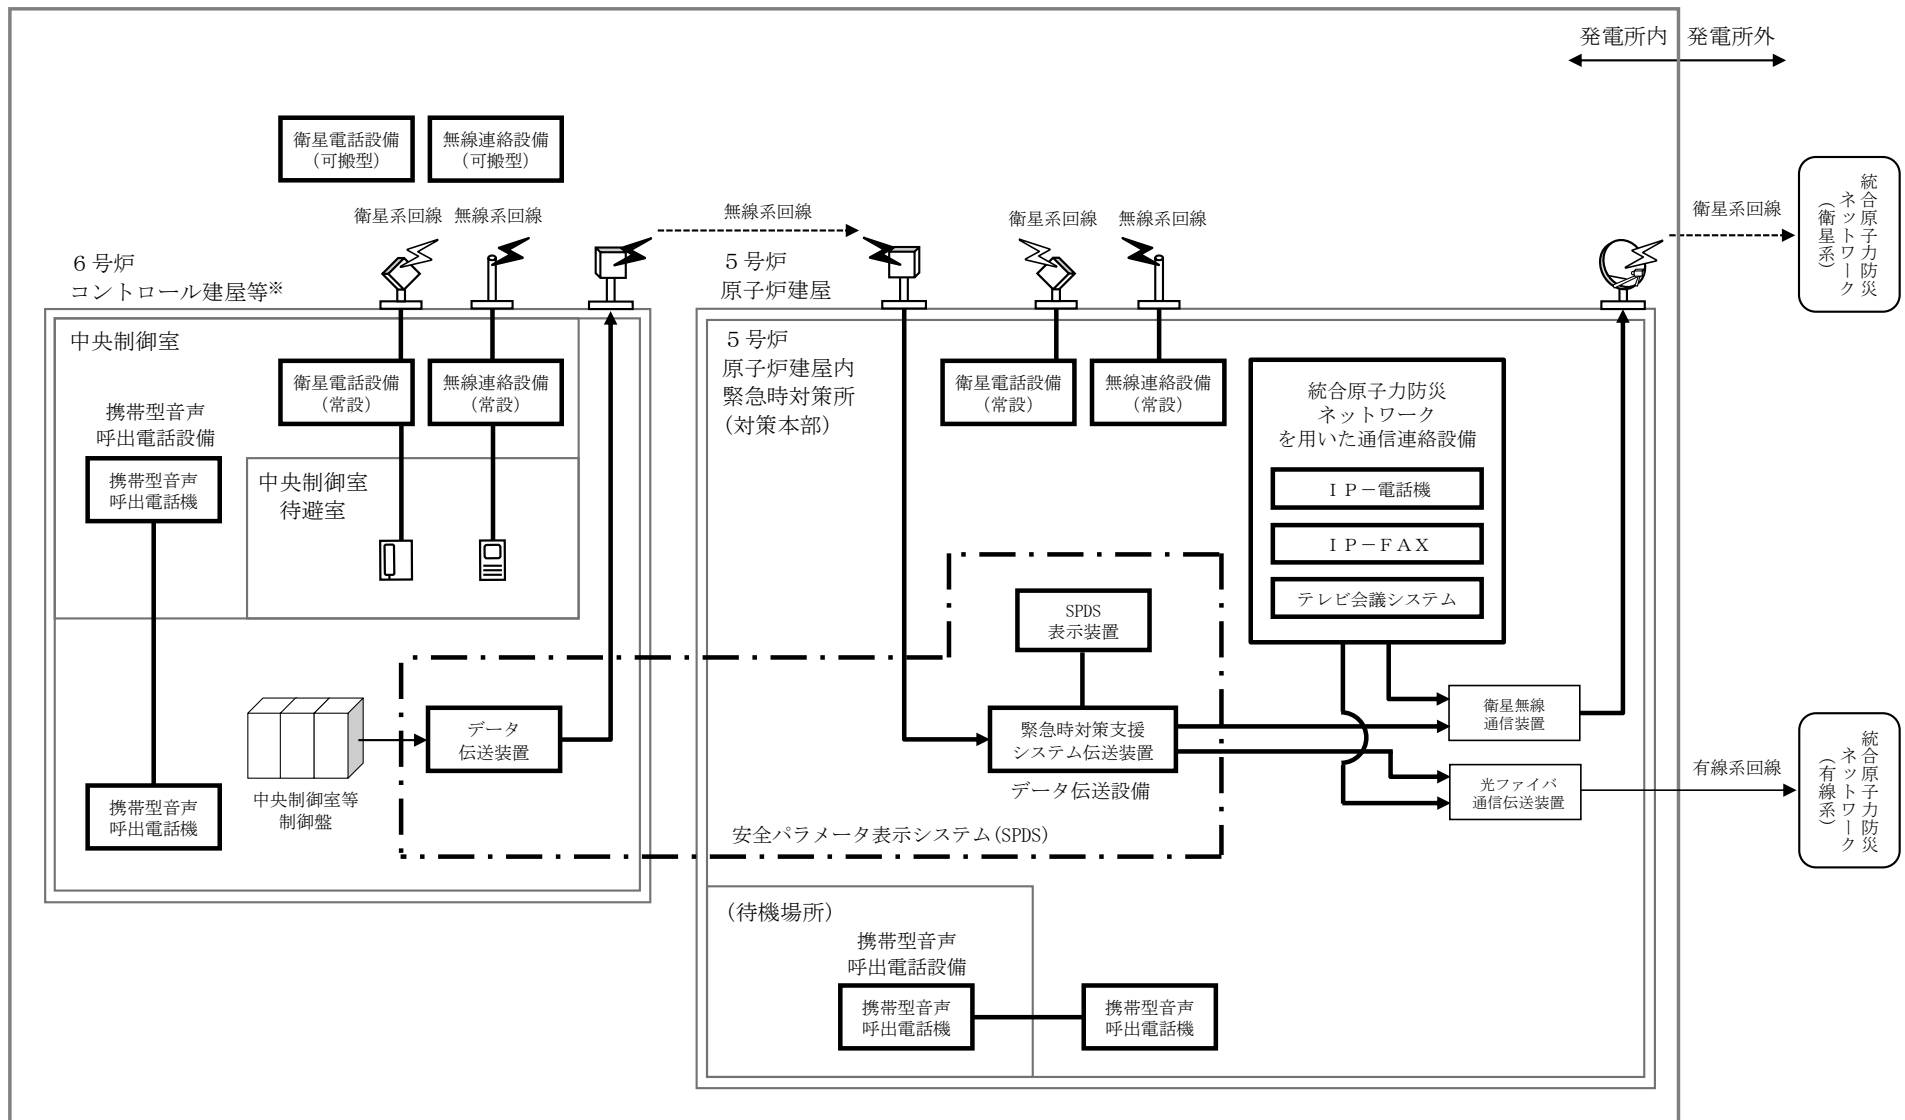 発電所内
発電所外
衛星電話設備
(可搬型)
無線連絡設備
(可搬型)
衛星系回線
無線系回線
無線系回線
衛星系回線
無線系回線
衛星系回線
統合原子力防災
ネットワーク
(衛星系)
6号炉
コントロール建屋等※
5号炉
原子炉建屋
中央制御室
衛星電話設備
(常設)
無線連絡設備
(常設)
携帯型音声
呼出電話設備
携帯型音声
呼出電話機
中央制御室
待避室
5号炉
原子炉建屋内
緊急時対策所
(対策本部)
衛星電話設備
(常設)
無線連絡設備
(常設)
統合原子力防災
ネットワーク
を用いた通信連絡設備
IP-電話機
IP-FAX
テレビ会議システム
SPDS
表示装置
データ
伝送装置
緊急時対策支援
システム伝送装置
データ伝送設備
衛星無線
通信装置
光ファイバ
通信伝送装置
有線系回線
統合原子力防災
ネットワーク
(有線系)
中央制御室等
制御盤
携帯型音声
呼出電話機
安全パラメータ表示システム(SPDS)
(待機場所)
携帯型音声
呼出電話設備
携帯型音声
呼出電話機
携帯型音声
呼出電話機